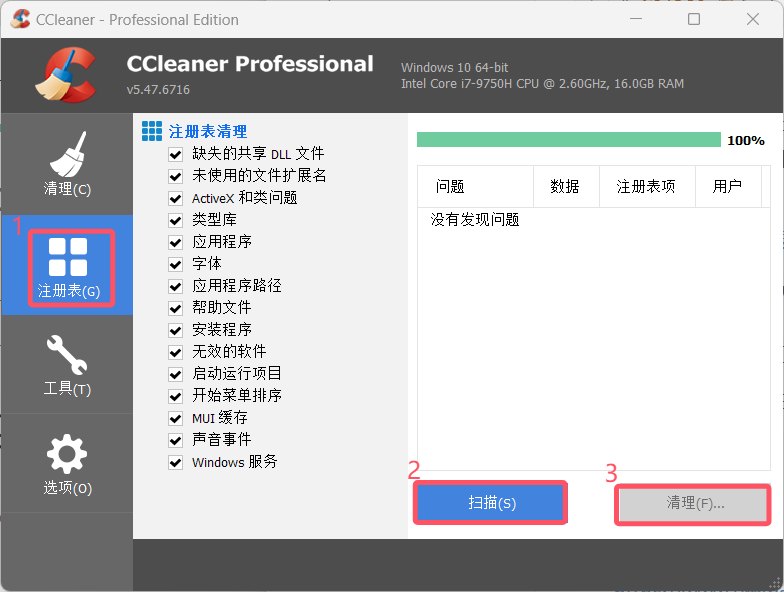 CCleaner - Professional Edition
CCleaner Professional
v5.47.6716
Windows 10 64-bit
Intel Core i7-9750H CPU @ 2.60GHz, 16.0GB RAM
清理(C)
1
注册表(G)
工具(T)
选项(O)
注册表清理
缺失的共享 DLL 文件
未使用的文件扩展名
ActiveX 和类问题
类型库
应用程序
字体
应用程序路径
帮助文件
安装程序
无效的软件
启动运行项目
开始菜单排序
MUI 缓存
声音事件
Windows 服务
100%
问题 数据 注册表项 用户
没有发现问题
2
扫描(S)
3
清理(F)...